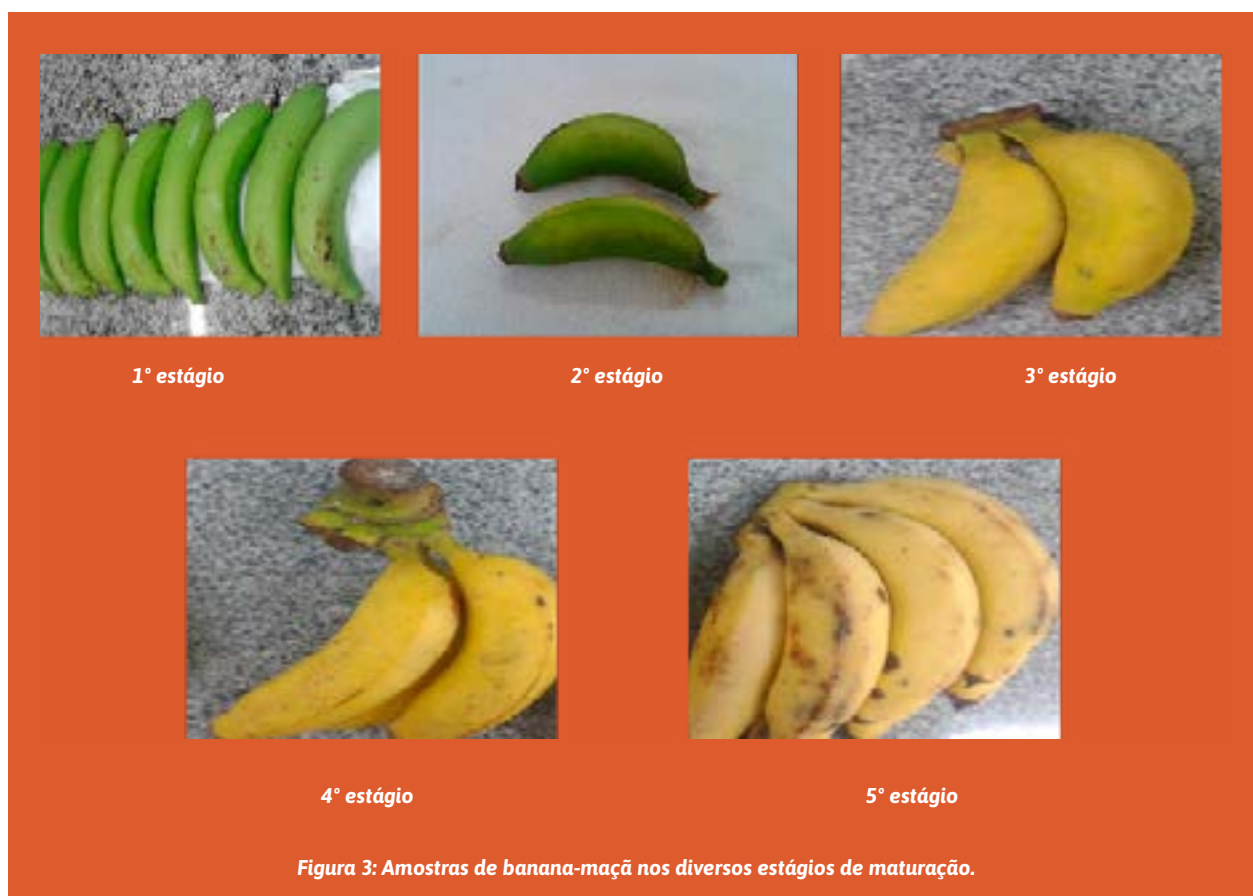 1° estágio
2° estágio
3° estágio
4° estágio
5° estágio
Figura 3: Amostras de banana-maçã nos diversos estágios de maturação.